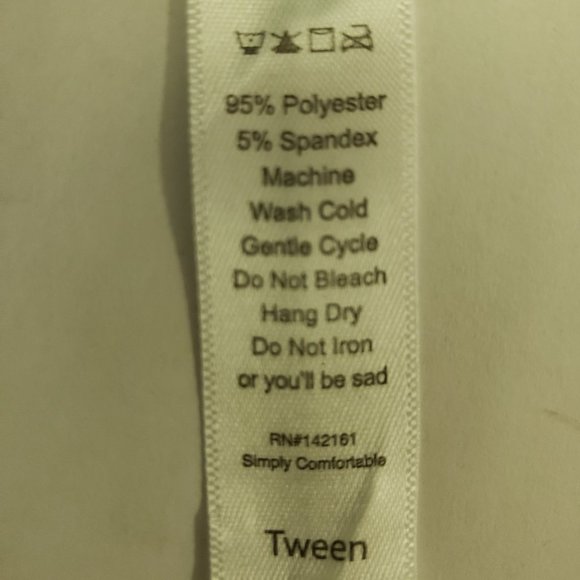 95% Polyester
5% Spandex
Machine
Wash Cold
Gentle Cycle
Do Not Bleach
Hang Dry
Do Not Iron
or you'll be sad
RN#142161
Simply Comfortable
Tween